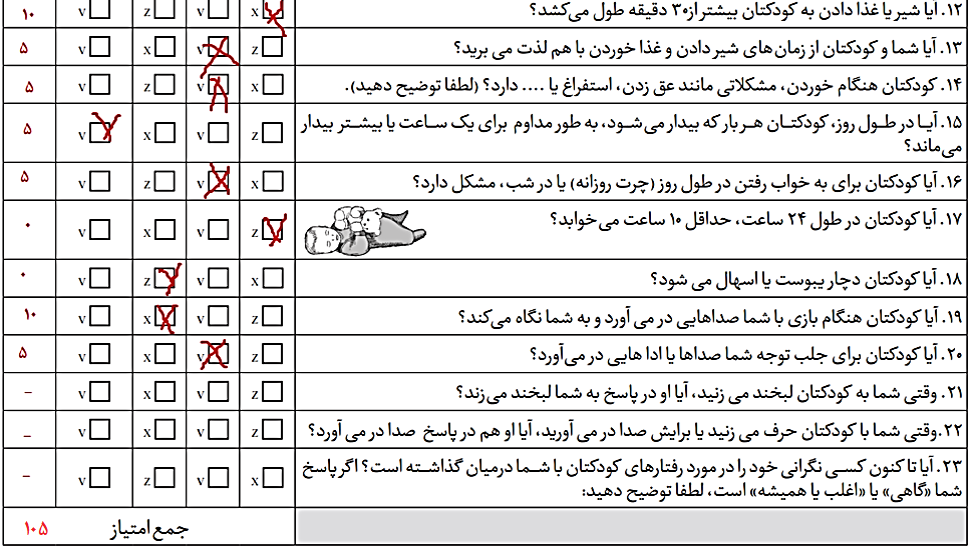 ۱۲. آیا شیر یا غذا دادن به کودکتان بیشتر از ۳۰ دقیقه طول می‌کشد؟ x v z v ۱۰
۱۳. آیا شما و کودکتان از زمان های شیر دادن و غذا خوردن با هم لذت می برید؟ z v x v ۵
۱۴. کودکتان هنگام خوردن، مشکلاتی مانند عق زدن، استفراغ یا .... دارد؟ (لطفا توضیح دهید). x v z v ۵
۱۵. آیا در طول روز، کودکتان هر بار که بیدار می‌شود، به طور مداوم برای یک ساعت یا بیشتر بیدار
می‌ماند؟ z v x v ۵
۱۶. آیا کودکتان برای به خواب رفتن در طول روز (چرت روزانه) یا در شب، مشکل دارد؟ x v z v ۵
۱۷. آیا کودکتان در طول ۲۴ ساعت، حداقل ۱۰ ساعت می‌خوابد؟ z v x v ۰
۱۸. آیا کودکتان دچار یبوست یا اسهال می شود؟ x v z v ۰
۱۹. آیا کودکتان هنگام بازی با شما صداهایی در می آورد و به شما نگاه می‌کند؟ z v x v ۱۰
۲۰. آیا کودکتان برای جلب توجه شما صداها یا ادا هایی در می‌آورد؟ z v x v ۵
۲۱. وقتی شما به کودکتان لبخند می زنید، آیا او در پاسخ به شما لبخند می‌زند؟ z v x v –
۲۲.وقتی شما با کودکتان حرف می زنید یا برایش صدا در می آورید، آیا او هم در پاسخ صدا در می آورد؟ z v x v –
۲۳. آیا تا کنون کسی نگرانی خود را در مورد رفتارهای کودکتان با شما درمیان گذاشته است؟ اگر پاسخ
شما «گاهی» یا «اغلب یا همیشه» است، لطفا توضیح دهید: x v z v –
جمع امتیاز ۱۰۵